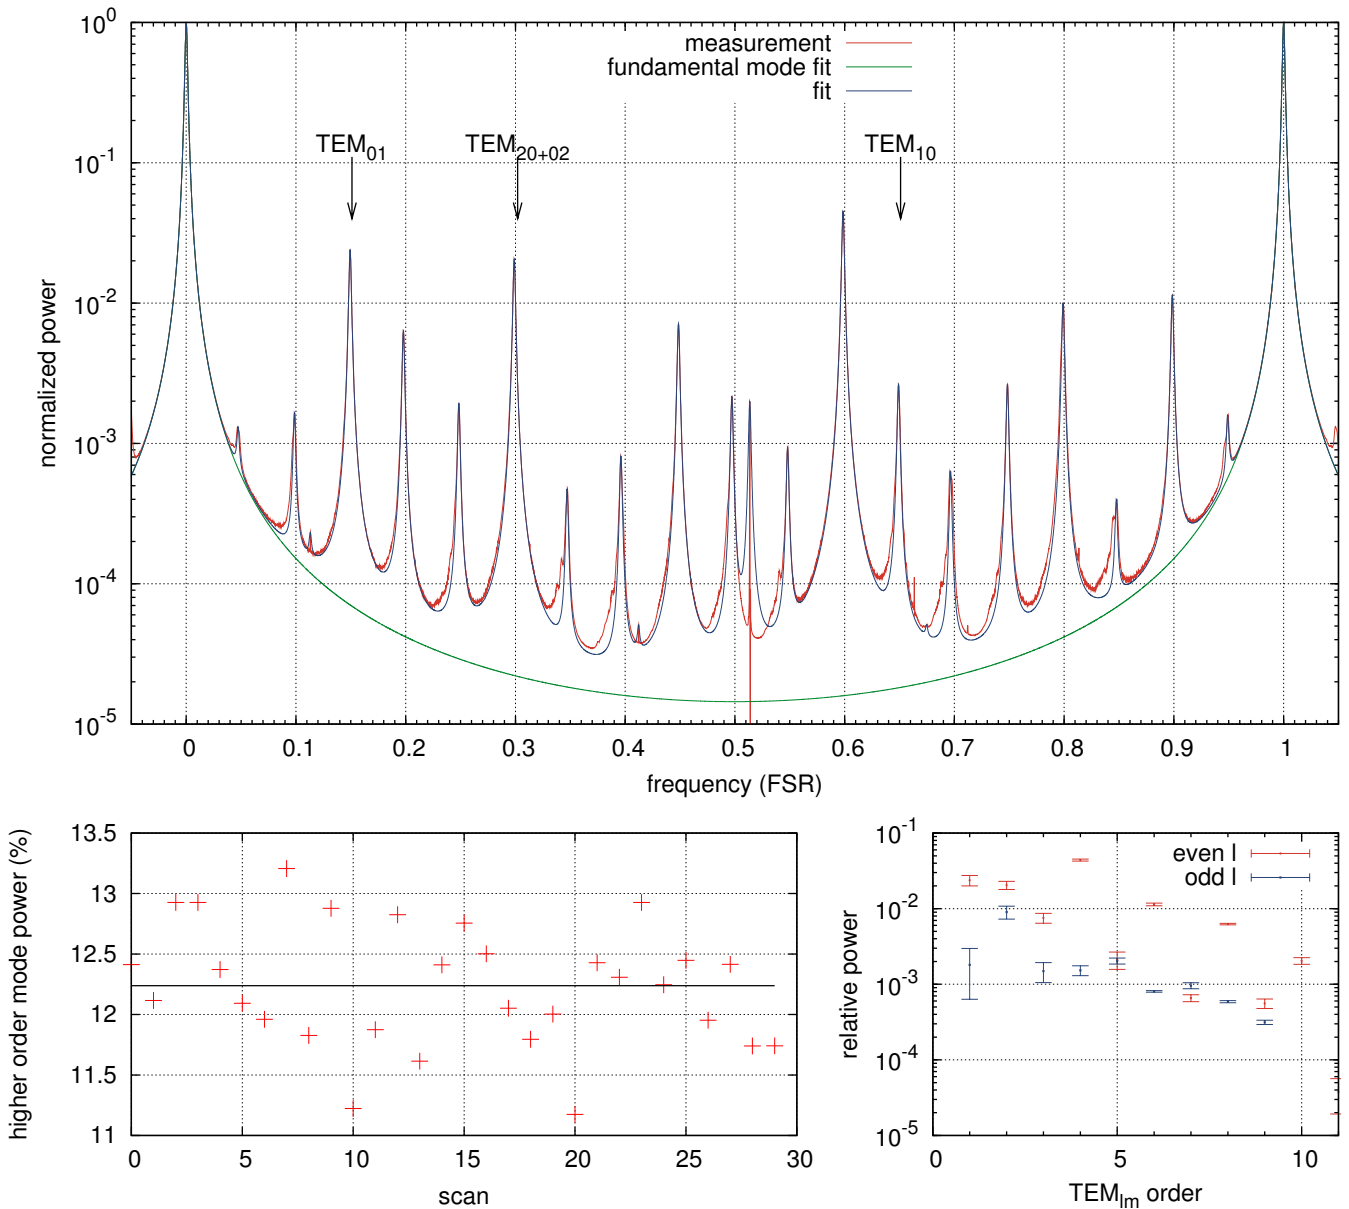 10^0
10^-1
10^-2
10^-3
10^-4
10^-5
normalized power
measurement
fundamental mode fit
fit
TEM_01
TEM_20+02
TEM_10
0 0.1 0.2 0.3 0.4 0.5 0.6 0.7 0.8 0.9 1
frequency (FSR)
13.5
13
12.5
12
11.5
11
higher order mode power (%)
0 5 10 15 20 25 30
scan
10^-1
10^-2
10^-3
10^-4
10^-5
relative power
even l
odd l
0 5 10
TEM_lm order